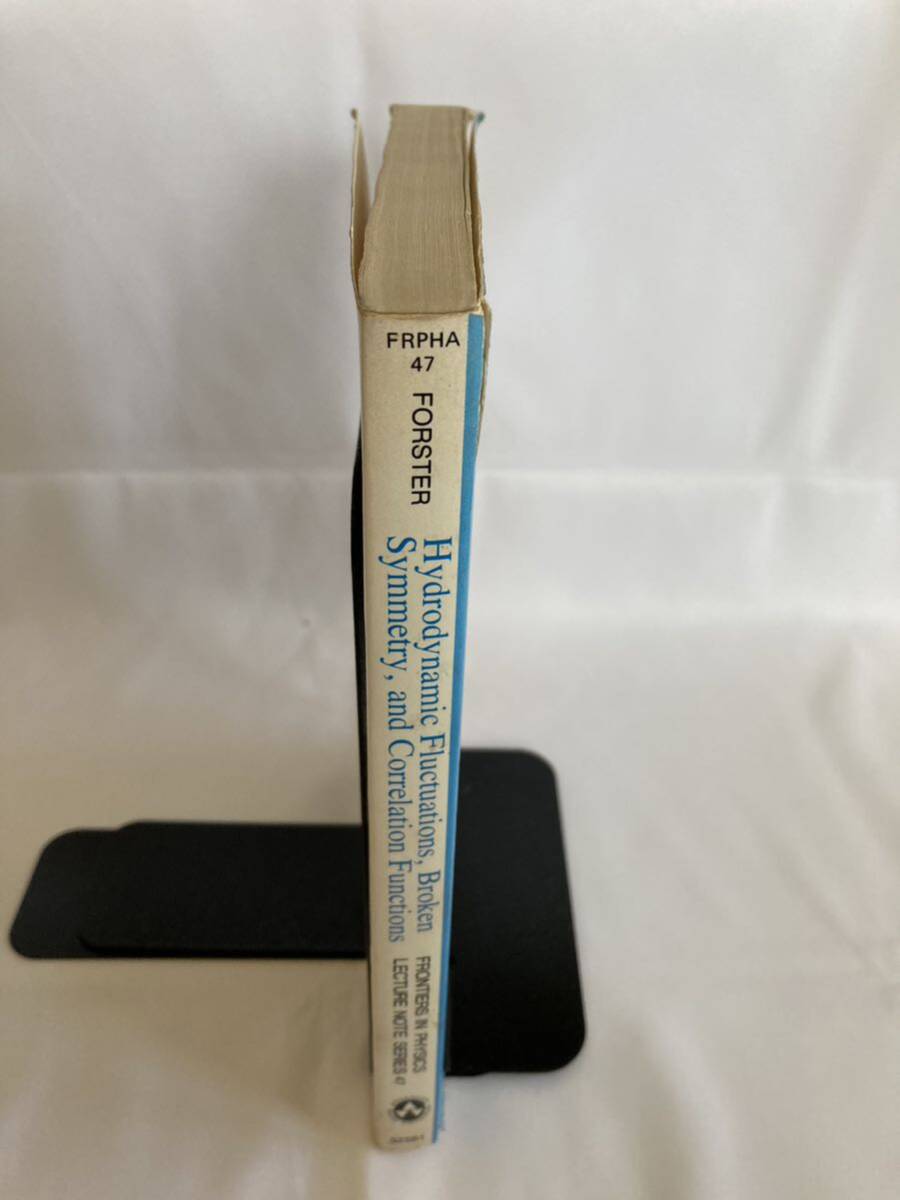 FRPHA
47
FORSTER
Hydrodynamic Fluctuations, Broken
Symmetry, and Correlation Functions
FRONTIERS IN PHYSICS
LECTURE NOTE SERIES 47